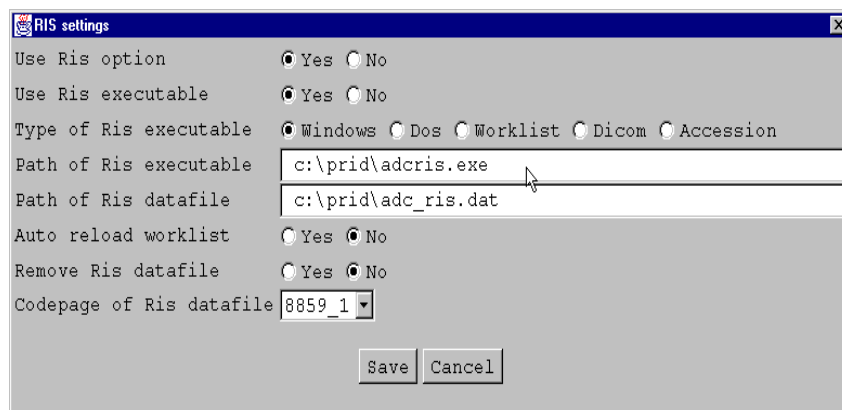 RIS settings
Use Ris option Yes No
Use Ris executable Yes No
Type of Ris executable Windows Dos Worklist Dicom Accession
Path of Ris executable c:\prid\adcris.exe
Path of Ris datafile c:\prid\adc_ris.dat
Auto reload worklist Yes No
Remove Ris datafile Yes No
Codepage of Ris datafile 8859_1
Save Cancel